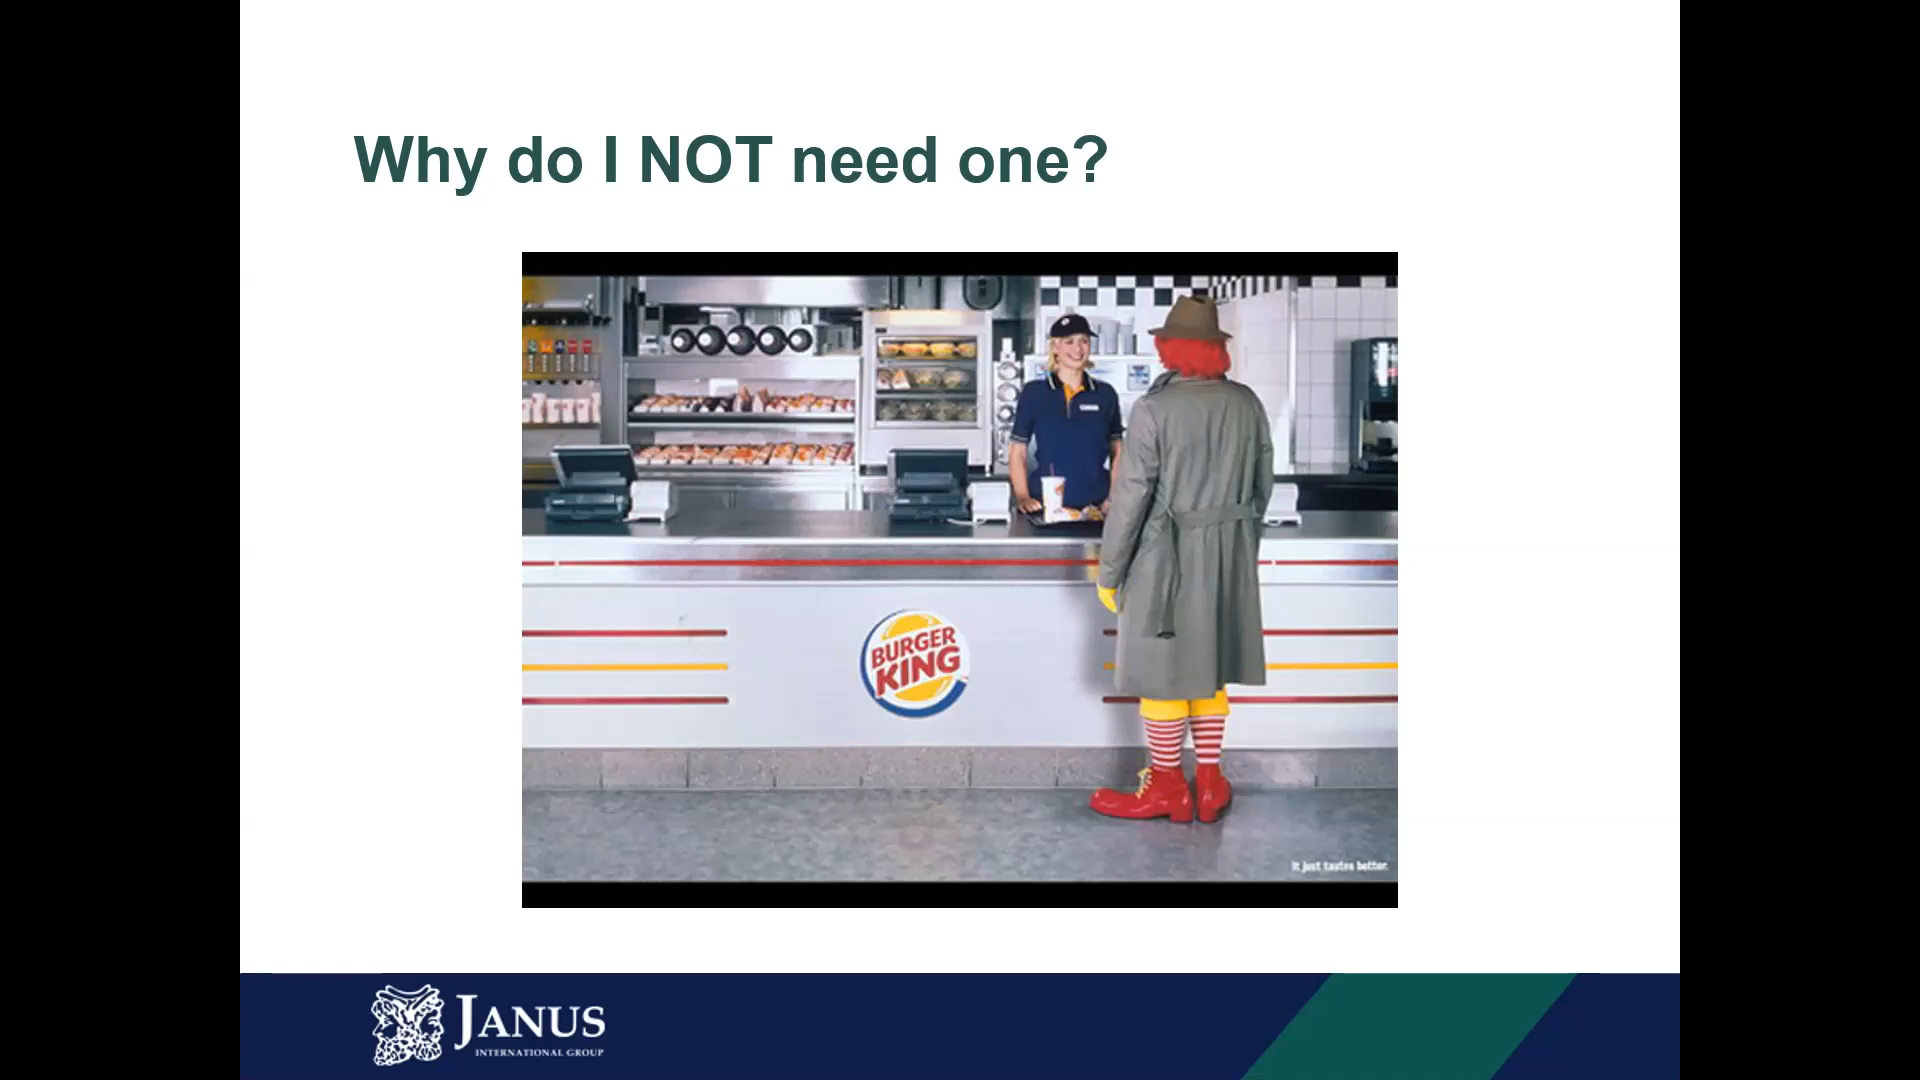 Why do I NOT need one?
BURGER
KING
It just tastes better.
JANUS
INTERNATIONAL GROUP